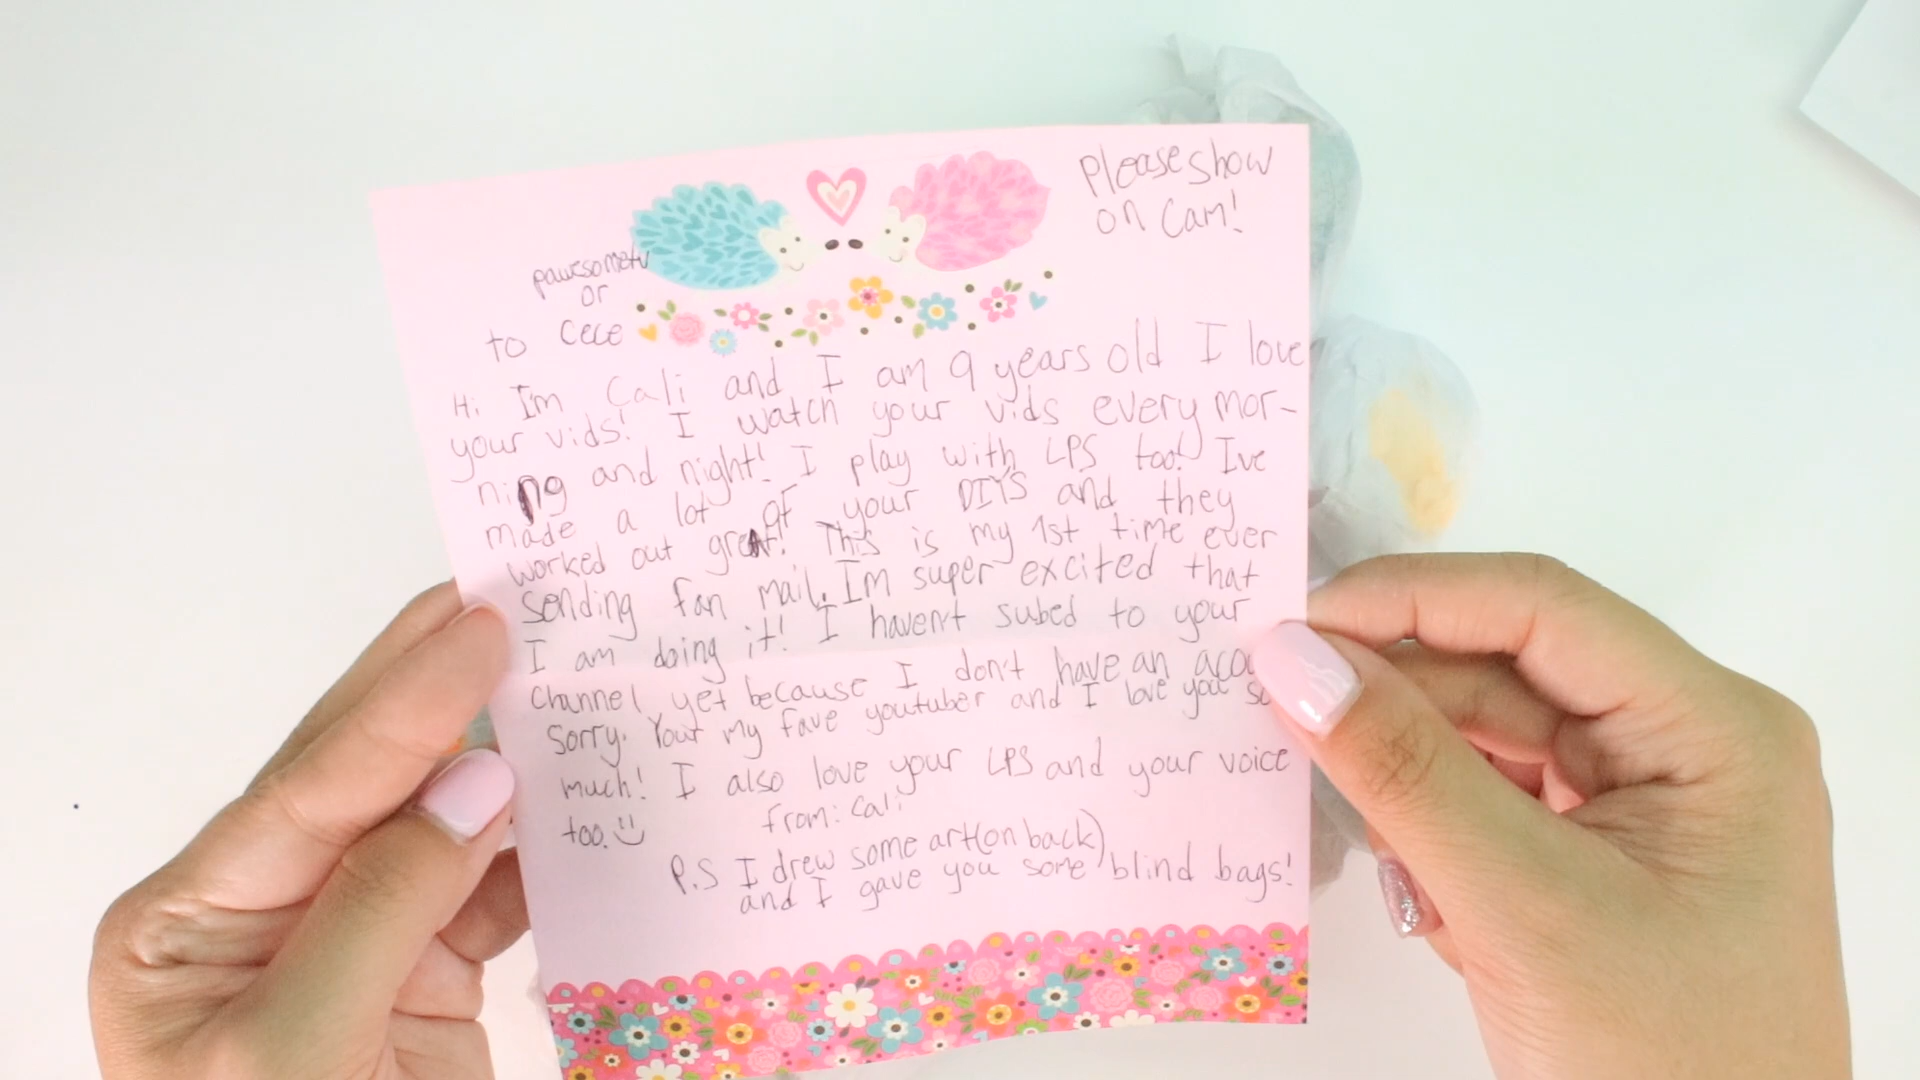 Please show
on Cam!
pawesometv
or
to Cece
Hi I'm Cali and I am 9 years old I love
your vids! I watch your vids every mor-
ning and night! I play with LPS too! Ive
made a lot of your DIYS and they
worked out great! This is my 1st time ever
sending fan mail. Im super excited that
I am doing it! I havent subed to your
Channel yet because I don't have an
Sorry. Your my fave youtuber and I love you so
much! I also love your LPS and your voice
too.
from: Cali
P.S I drew some art(on back)
and I gave you some blind bags!